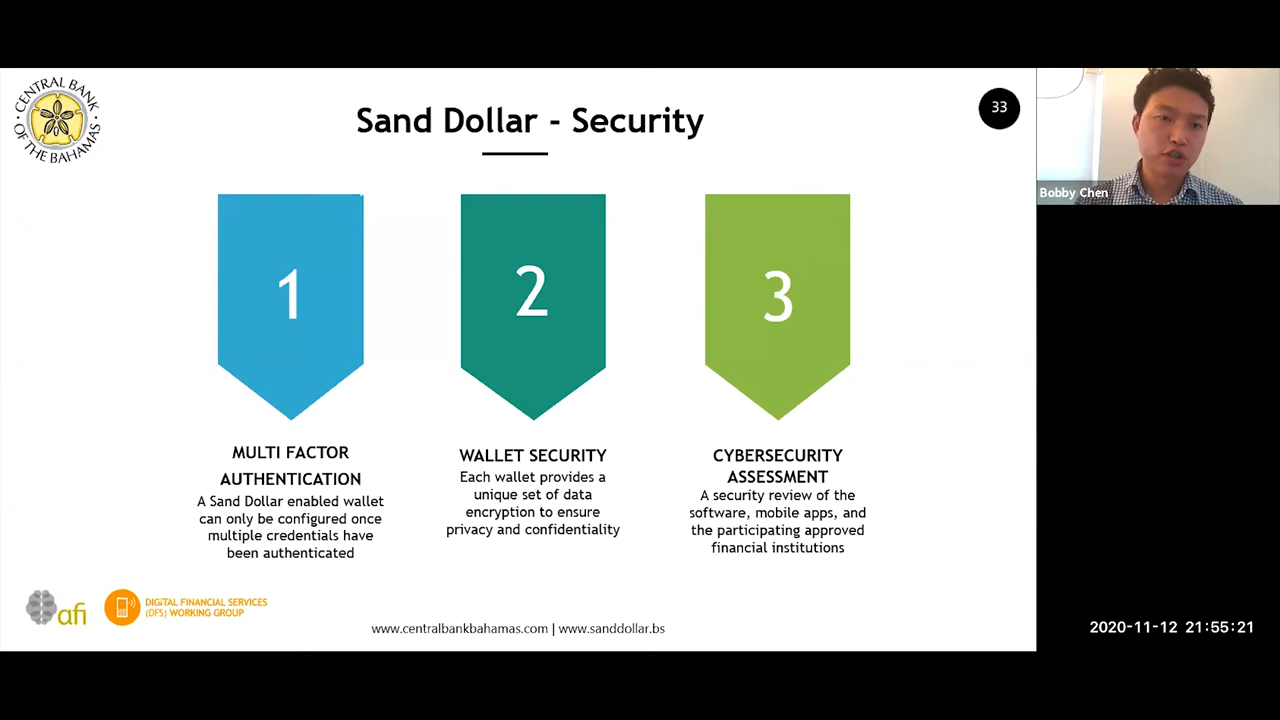 CENTRAL BANK
OF THE BAHAMAS
Sand Dollar - Security
33
Bobby Chen
1
2
3
MULTI FACTOR
AUTHENTICATION
A Sand Dollar enabled wallet
can only be configured once
multiple credentials have
been authenticated
WALLET SECURITY
Each wallet provides a
unique set of data
encryption to ensure
privacy and confidentiality
CYBERSECURITY
ASSESSMENT
A security review of the
software, mobile apps, and
the participating approved
financial institutions
afi
DIGITAL FINANCIAL SERVICES
(DFS) WORKING GROUP
www.centralbankbahamas.com | www.sanddollar.bs
2020-11-12 21:55:21